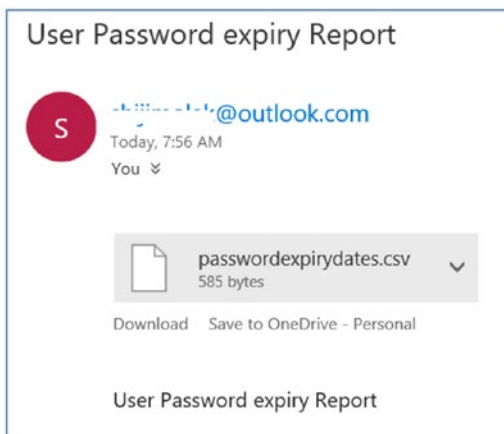 User Password expiry Report
S
@outlook.com
Today, 7:56 AM
You
passwordexpirydates.csv
585 bytes
Download Save to OneDrive - Personal
User Password expiry Report